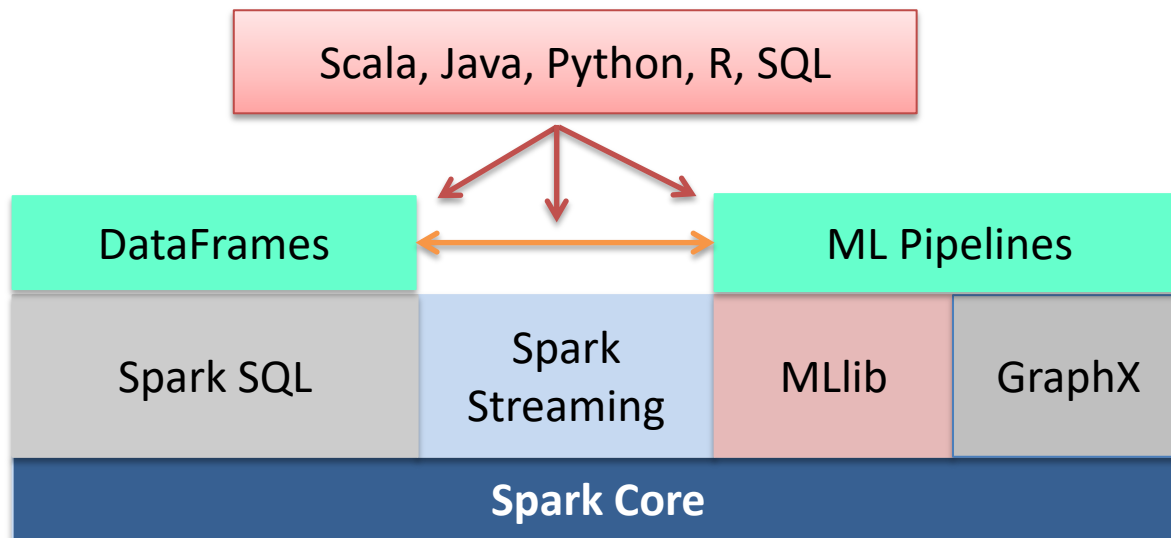 Scala, Java, Python, R, SQL
DataFrames
ML Pipelines
Spark SQL
Spark
Streaming
MLlib
GraphX
Spark Core